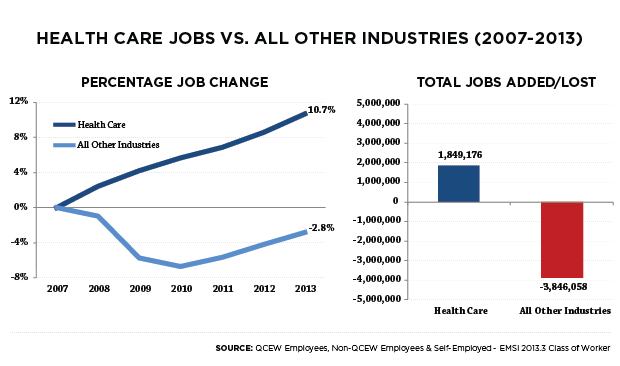 HEALTH CARE JOBS VS. ALL OTHER INDUSTRIES (2007-2013)
PERCENTAGE JOB CHANGE
12%
8%
4%
0%
-4%
-8%
Health Care
All Other Industries
10.7%
-2.8%
2007 2008 2009 2010 2011 2012 2013
TOTAL JOBS ADDED/LOST
5,000,000
4,000,000
3,000,000
2,000,000
1,000,000
0
-1,000,000
-2,000,000
-3,000,000
-4,000,000
-5,000,000
1,849,176
-3,846,058
Health Care All Other Industries
SOURCE: QCEW Employees, Non-QCEW Employees & Self-Employed - EMSI 2013.3 Class of Worker